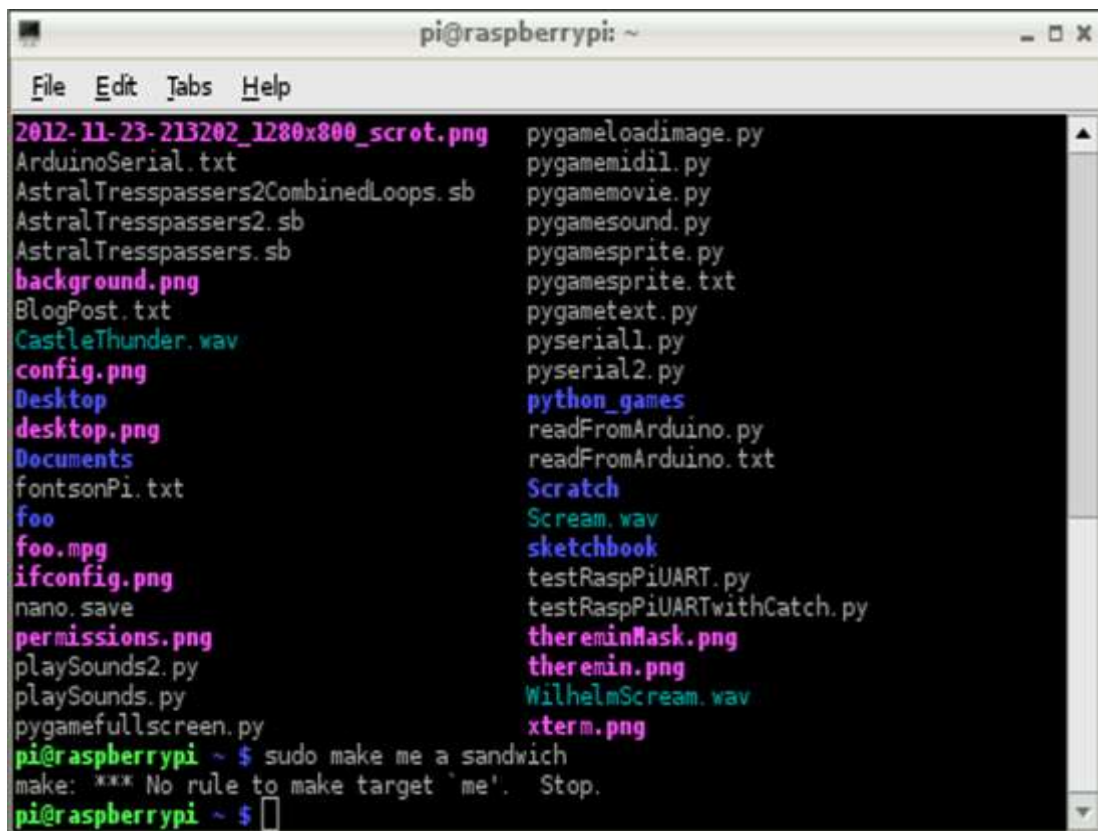 pi@raspberrypi: ~
File Edit Tabs Help
2012-11-23-213202_1280x800_scrot.png pygameloadimage.py
ArduinoSerial.txt pygamemidi1.py
AstralTresspassers2CombinedLoops.sb pygamemovie.py
AstralTresspassers2.sb pygamesound.py
AstralTresspassers.sb pygamesprite.py
background.png pygamesprite.txt
BlogPost.txt pygametext.py
CastleThunder.wav pyserial1.py
config.png pyserial2.py
Desktop python_games
desktop.png readFromArduino.py
Documents readFromArduino.txt
fontsonPi.txt Scratch
foo Scream.wav
foo.mpg sketchbook
ifconfig.png testRaspPiUART.py
nano.save testRaspPiUARTwithCatch.py
permissions.png thereminMask.png
playSounds2.py theremin.png
playSounds.py WilhelmScream.wav
pygamefullscreen.py xterm.png
pi@raspberrypi ~ $ sudo make me a sandwich
make: *** No rule to make target `me'.  Stop.
pi@raspberrypi ~ $